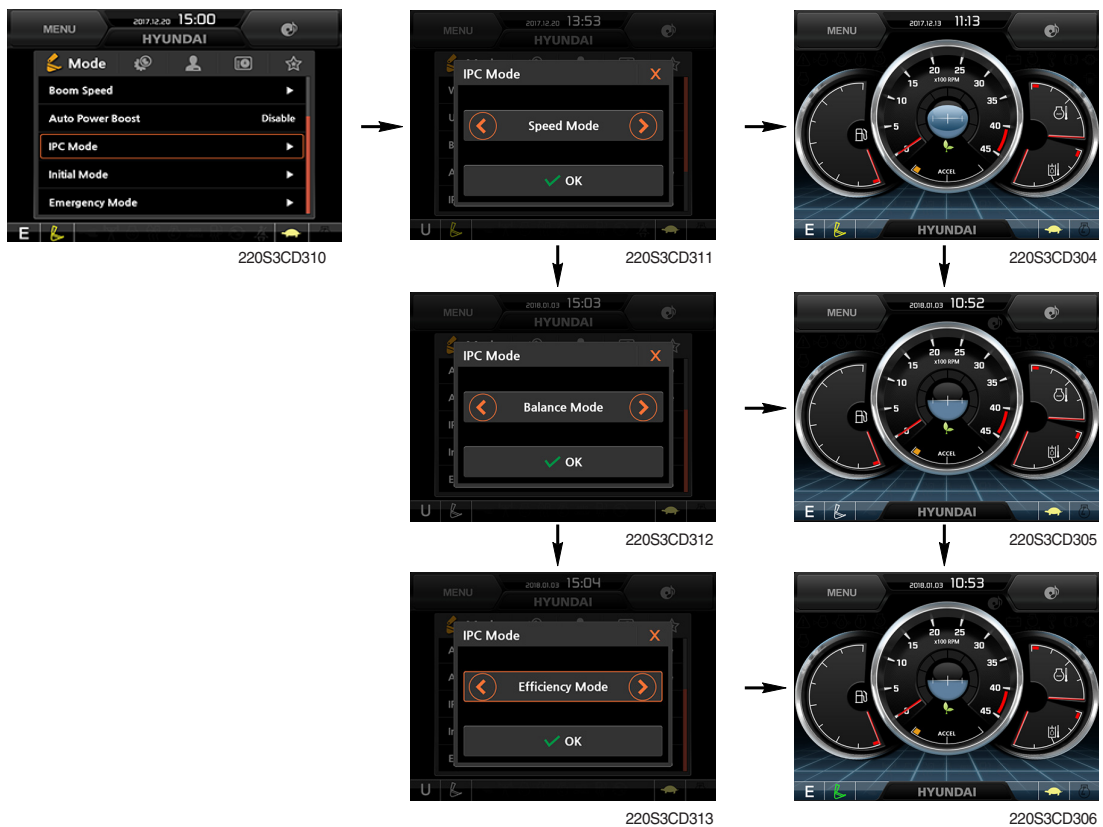 MENU
2017.12.20 15:00
HYUNDAI
Mode
Boom Speed
Auto Power Boost Disable
IPC Mode
Initial Mode
Emergency Mode
E
220S3CD310
MENU
2017.12.20 13:53
HYUNDAI
IPC Mode X
Speed Mode
OK
U
220S3CD311
MENU
2017.12.13 11:13
0 5 10 15 20 25 30 35 40 45
x100 RPM
ACCEL
E
HYUNDAI
220S3CD304
MENU
2018.01.03 15:03
HYUNDAI
IPC Mode X
Balance Mode
OK
U
220S3CD312
MENU
2018.01.03 10:52
0 5 10 15 20 25 30 35 40 45
x100 RPM
ACCEL
E
HYUNDAI
220S3CD305
MENU
2018.01.03 15:04
HYUNDAI
IPC Mode X
Efficiency Mode
OK
U
220S3CD313
MENU
2018.01.03 10:53
0 5 10 15 20 25 30 35 40 45
x100 RPM
ACCEL
E
HYUNDAI
220S3CD306